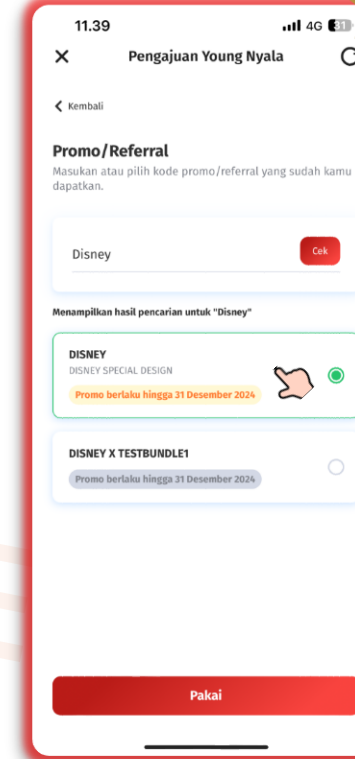 11.39
4G 31
Pengajuan Young Nyala
Kembali
Promo/Referral
Masukan atau pilih kode promo/referral yang sudah kamu
dapatkan.
Disney
Cek
Menampilkan hasil pencarian untuk "Disney"
DISNEY
DISNEY SPECIAL DESIGN
Promo berlaku hingga 31 Desember 2024
DISNEY X TESTBUNDLE1
Promo berlaku hingga 31 Desember 2024
Pakai